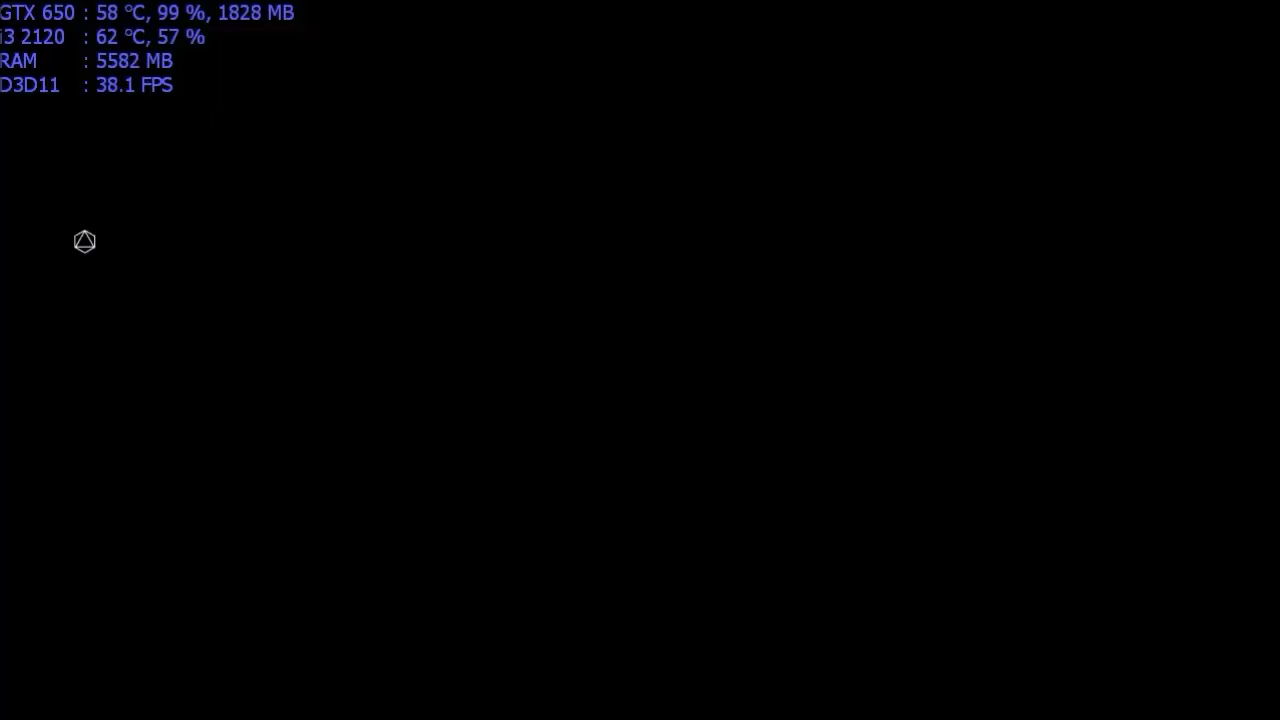 GTX 650 : 58 °C, 99 %, 1828 MB
i3 2120 : 62 °C, 57 %
RAM : 5582 MB
D3D11 : 38.1 FPS